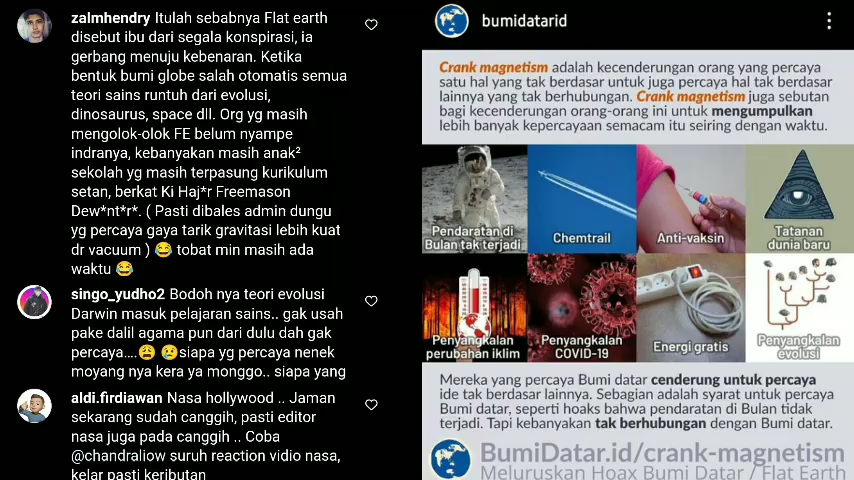 zalmhendry Itulah sebabnya Flat earth
disebut ibu dari segala konspirasi, ia
gerbang menuju kebenaran. Ketika
bentuk bumi globe salah otomatis semua
teori sains runtuh dari evolusi,
dinosaurus, space dll. Org yg masih
mengolok-olok FE belum nyampe
indranya, kebanyakan masih anak²
sekolah yg masih terpasung kurikulum
setan, berkat Ki Haj*r Freemason
Dew*nt*r*. ( Pasti dibales admin dungu
yg percaya gaya tarik gravitasi lebih kuat
dr vacuum ) 😂 tobat min masih ada
waktu 😂
singo_yudho2 Bodoh nya teori evolusi
Darwin masuk pelajaran sains.. gak usah
pake dalil agama pun dari dulu dah gak
percaya....😩 😢siapa yg percaya nenek
moyang nya kera ya monggo.. siapa yang
aldi.firdiawan Nasa hollywood .. Jaman
sekarang sudah canggih, pasti editor
nasa juga pada canggih .. Coba
@chandraliow suruh reaction vidio nasa,
kelar pasti keributan
bumidatarid
Crank magnetism adalah kecenderungan orang yang percaya
satu hal yang tak berdasar untuk juga percaya hal tak berdasar
lainnya yang tak berhubungan. Crank magnetism juga sebutan
bagi kecenderungan orang-orang ini untuk mengumpulkan
lebih banyak kepercayaan semacam itu seiring dengan waktu.
Pendaratan di
Bulan tak terjadi
Chemtrail
Anti-vaksin
Tatanan
dunia baru
Penyangkalan
perubahan iklim
Penyangkalan
COVID-19
Energi gratis
Penyangkalan
evolusi
Mereka yang percaya Bumi datar cenderung untuk percaya
ide tak berdasar lainnya. Sebagian adalah syarat untuk percaya
Bumi datar, seperti hoaks bahwa pendaratan di Bulan tidak
terjadi. Tapi kebanyakan tak berhubungan dengan Bumi datar.
BumiDatar.id/crank-magnetism
Meluruskan Hoax Bumi Datar / Flat Earth